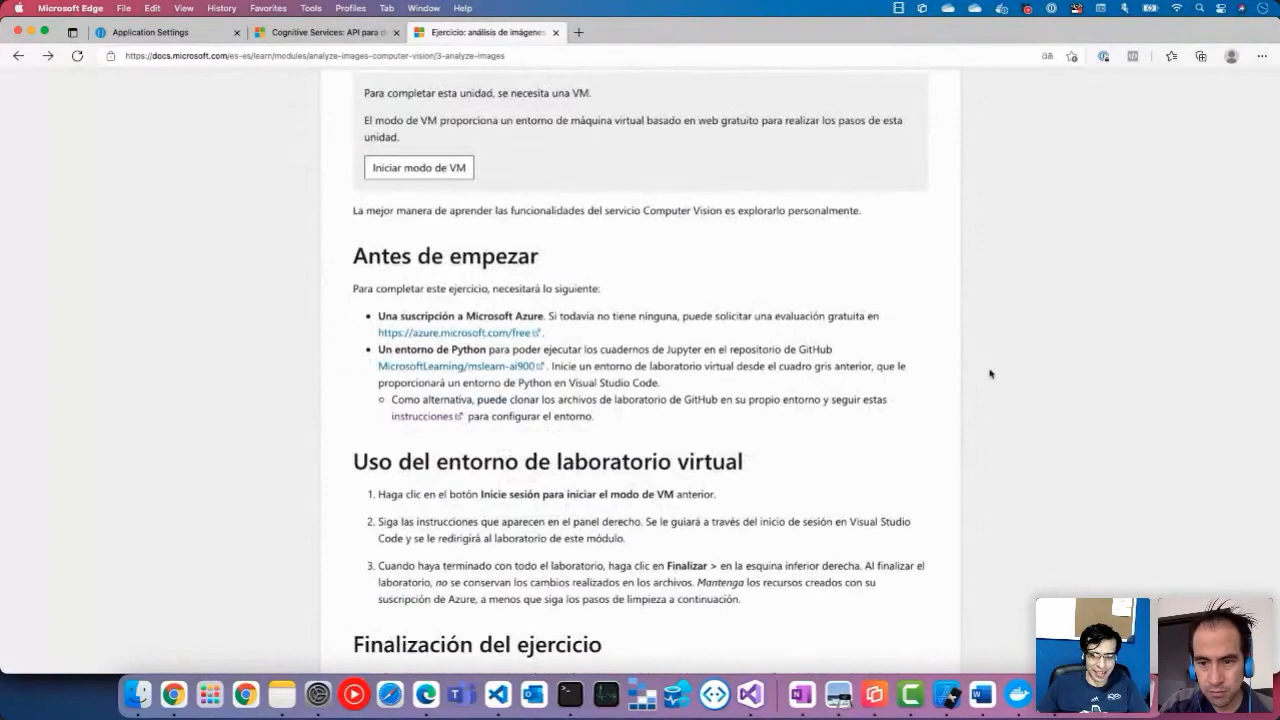 Microsoft Edge File Edit View History Favorites Tools Profiles Tab Window Help
Application Settings
Cognitive Services: API para
Ejercicio: análisis de imágenes
https://docs.microsoft.com/es-es/learn/modules/analyze-images-computer-vision/3-analyze-images
Para completar esta unidad, se necesita una VM.
El modo de VM proporciona un entorno de máquina virtual basado en web gratuito para realizar los pasos de esta
unidad.
Iniciar modo de VM
La mejor manera de aprender las funcionalidades del servicio Computer Vision es explorarlo personalmente.
Antes de empezar
Para completar este ejercicio, necesitará lo siguiente:
Una suscripción a Microsoft Azure. Si todavía no tiene ninguna, puede solicitar una evaluación gratuita en
https://azure.microsoft.com/free .
Un entorno de Python para poder ejecutar los cuadernos de Jupyter en el repositorio de GitHub
MicrosoftLearning/mslearn-ai900 . Inicie un entorno de laboratorio virtual desde el cuadro gris anterior, que le
proporcionará un entorno de Python en Visual Studio Code.
Como alternativa, puede clonar los archivos de laboratorio de GitHub en su propio entorno y seguir estas
instrucciones para configurar el entorno.
Uso del entorno de laboratorio virtual
1. Haga clic en el botón Inicie sesión para iniciar el modo de VM anterior.
2. Siga las instrucciones que aparecen en el panel derecho. Se le guiará a través del inicio de sesión en Visual Studio
Code y se le redirigirá al laboratorio de este módulo.
3. Cuando haya terminado con todo el laboratorio, haga clic en Finalizar > en la esquina inferior derecha. Al finalizar el
laboratorio, no se conservan los cambios realizados en los archivos. Mantenga los recursos creados con su
suscripción de Azure, a menos que siga los pasos de limpieza a continuación.
Finalización del ejercicio